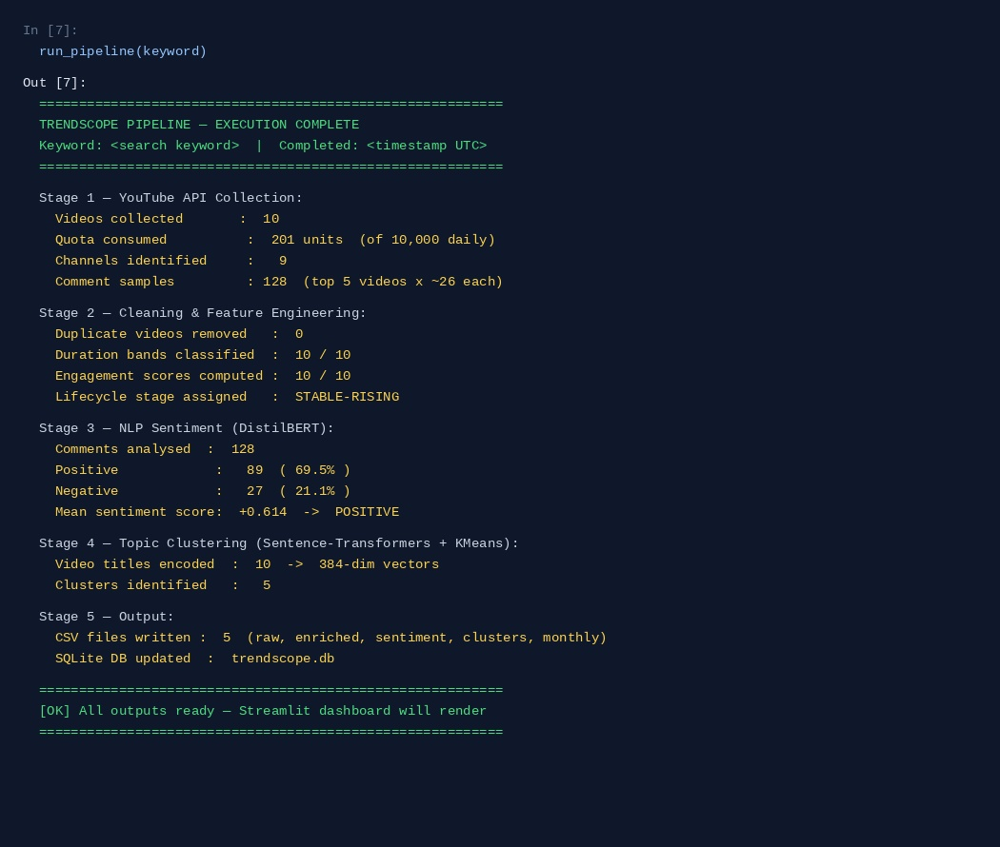 In [7]:
run_pipeline(keyword)
Out [7]:
==========================================================
TRENDSCOPE PIPELINE — EXECUTION COMPLETE
Keyword: <search keyword>  |  Completed: <timestamp UTC>
==========================================================
Stage 1 — YouTube API Collection:
Videos collected       :  10
Quota consumed          :  201 units  (of 10,000 daily)
Channels identified     :   9
Comment samples         : 128  (top 5 videos x ~26 each)
Stage 2 — Cleaning & Feature Engineering:
Duplicate videos removed   :  0
Duration bands classified  :  10 / 10
Engagement scores computed :  10 / 10
Lifecycle stage assigned   :  STABLE-RISING
Stage 3 — NLP Sentiment (DistilBERT):
Comments analysed  :  128
Positive            :   89  ( 69.5% )
Negative            :   27  ( 21.1% )
Mean sentiment score:  +0.614  ->  POSITIVE
Stage 4 — Topic Clustering (Sentence-Transformers + KMeans):
Video titles encoded  :  10  ->  384-dim vectors
Clusters identified   :   5
Stage 5 — Output:
CSV files written :  5  (raw, enriched, sentiment, clusters, monthly)
SQLite DB updated  :  trendscope.db
==========================================================
[OK] All outputs ready — Streamlit dashboard will render
==========================================================